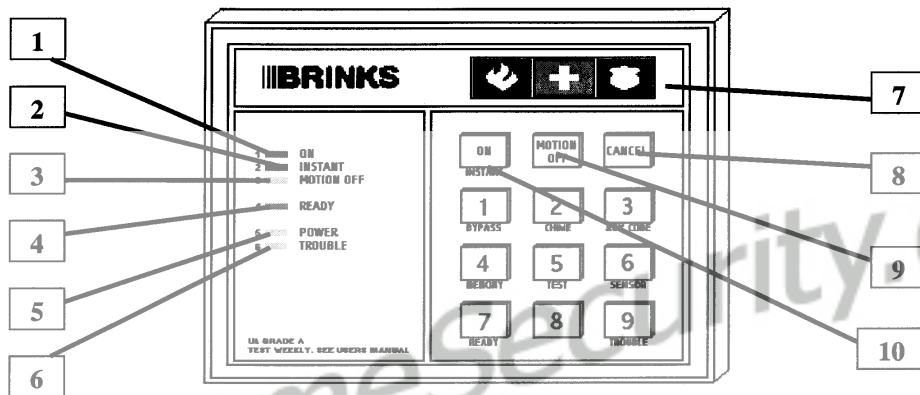 BRINKS
1
2
3
4
5
6
7
8
9
10
1 ON
2 INSTANT
3 MOTION OFF
4 READY
5 POWER
6 TROUBLE
UL GRADE A
TEST WEEKLY. SEE USERS MANUAL
ON
INSTANT
MOTION OFF
CANCEL
1
BYPASS
2
CHIME
3
4
MEMORY
5
TEST
6
SENSOR
7
READY
8
9
TROUBLE
meSecurity.